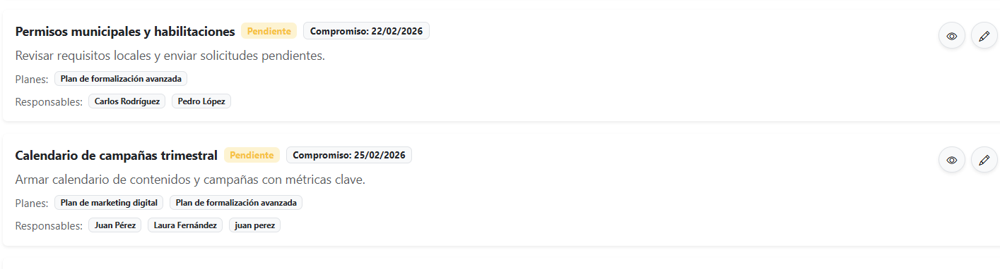 Permisos municipales y habilitaciones Pendiente Compromiso: 22/02/2026
Revisar requisitos locales y enviar solicitudes pendientes.
Planes: Plan de formalización avanzada
Responsables: Carlos Rodríguez Pedro López
Calendario de campañas trimestral Pendiente Compromiso: 25/02/2026
Armar calendario de contenidos y campañas con métricas clave.
Planes: Plan de marketing digital Plan de formalización avanzada
Responsables: Juan Pérez Laura Fernández juan perez